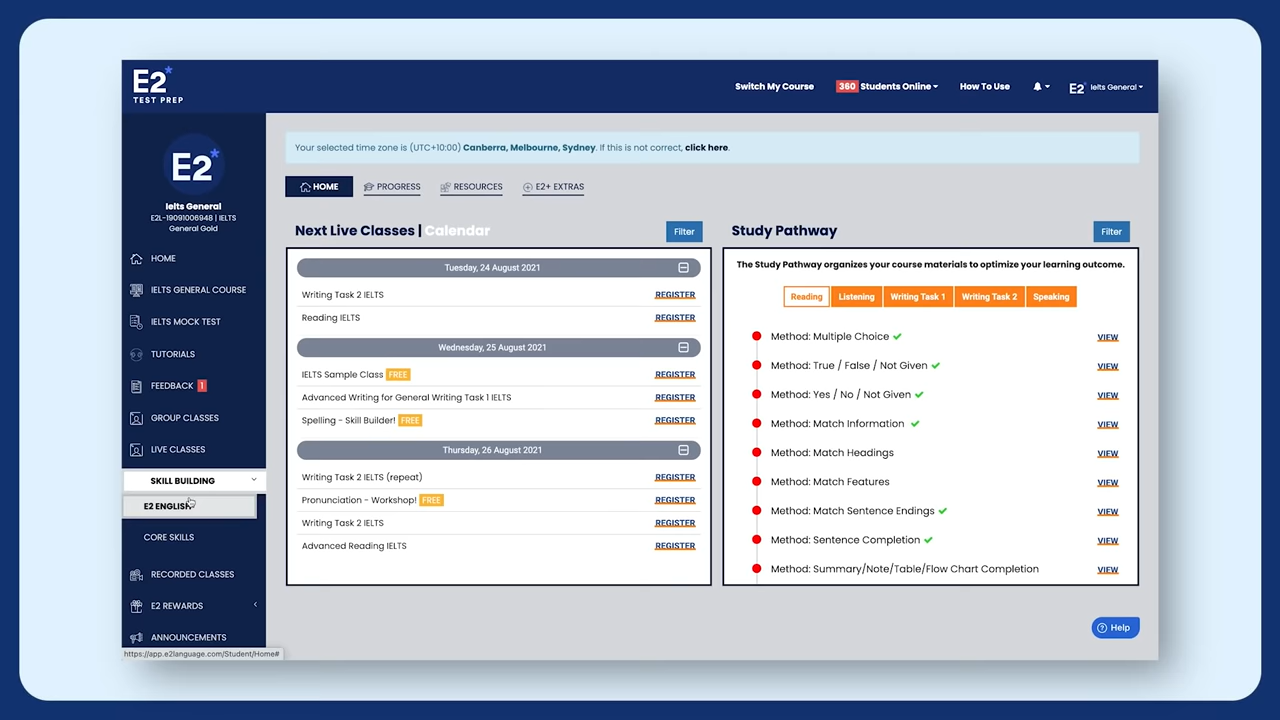 E2
TEST PREP
Switch My Course
360 Students Online
How To Use
E2 Ielts General
E2
Ielts General
E2L-19091006948 | IELTS
General Gold
HOME
IELTS GENERAL COURSE
IELTS MOCK TEST
TUTORIALS
FEEDBACK 1
GROUP CLASSES
LIVE CLASSES
SKILL BUILDING
E2 ENGLISH
CORE SKILLS
RECORDED CLASSES
E2 REWARDS
ANNOUNCEMENTS
https://app.e2language.com/Student/Home#
Your selected time zone is (UTC+10:00) Canberra, Melbourne, Sydney. If this is not correct, click here.
HOME
PROGRESS
RESOURCES
E2+ EXTRAS
Next Live Classes | Calendar
Filter
Tuesday, 24 August 2021
Writing Task 2 IELTS REGISTER
Reading IELTS REGISTER
Wednesday, 25 August 2021
IELTS Sample Class FREE REGISTER
Advanced Writing for General Writing Task 1 IELTS REGISTER
Spelling - Skill Builder! FREE REGISTER
Thursday, 26 August 2021
Writing Task 2 IELTS (repeat) REGISTER
Pronunciation - Workshop! FREE REGISTER
Writing Task 2 IELTS REGISTER
Advanced Reading IELTS REGISTER
Study Pathway
Filter
The Study Pathway organizes your course materials to optimize your learning outcome.
Reading
Listening
Writing Task 1
Writing Task 2
Speaking
Method: Multiple Choice VIEW
Method: True / False / Not Given VIEW
Method: Yes / No / Not Given VIEW
Method: Match Information VIEW
Method: Match Headings VIEW
Method: Match Features VIEW
Method: Match Sentence Endings VIEW
Method: Sentence Completion VIEW
Method: Summary/Note/Table/Flow Chart Completion VIEW
Help